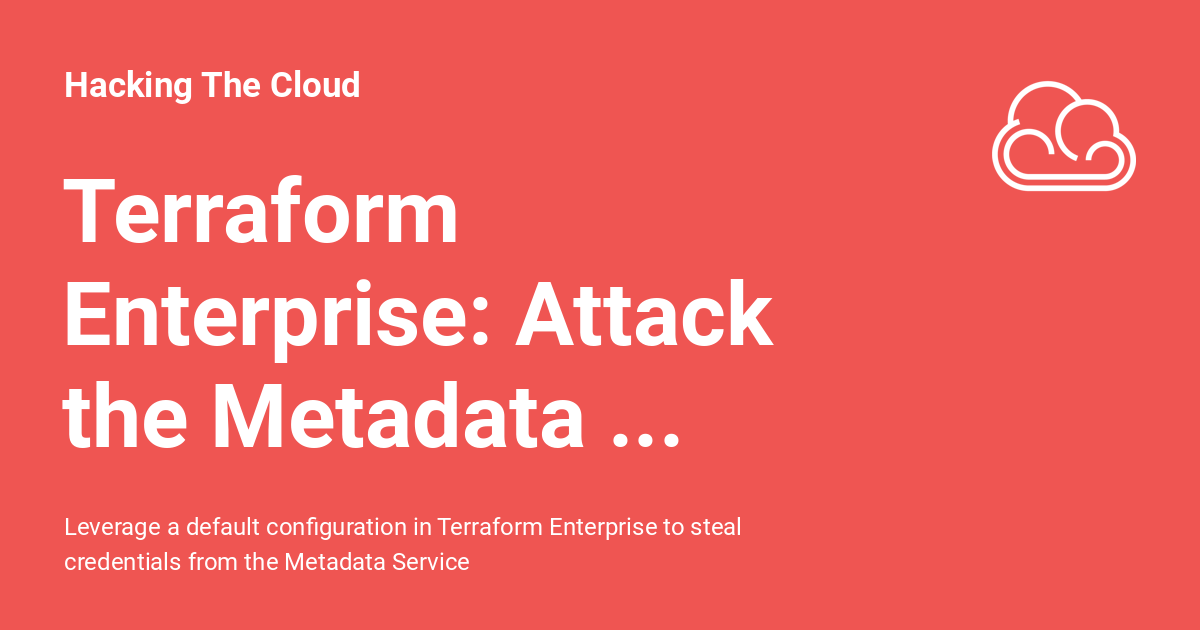 Hacking The Cloud
Terraform
Enterprise: Attack
the Metadata ...
Leverage a default configuration in Terraform Enterprise to steal
credentials from the Metadata Service